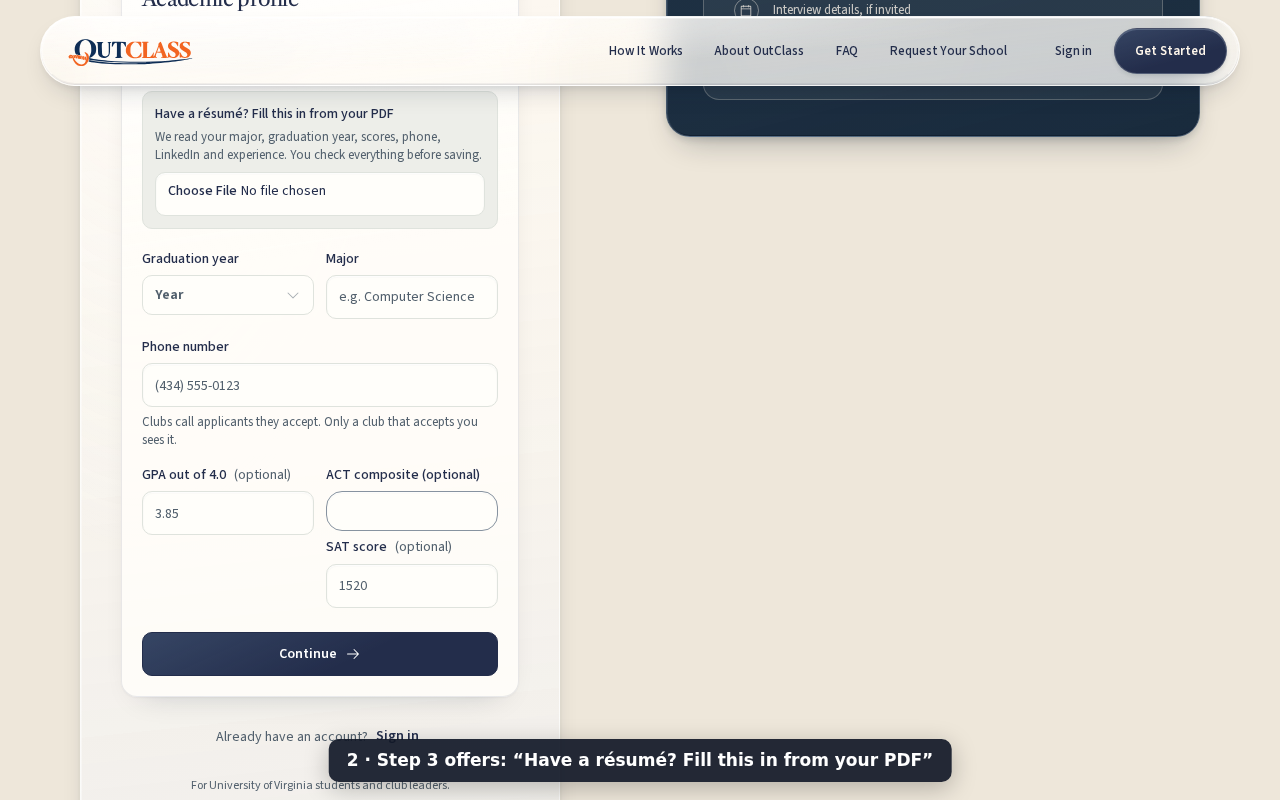 Academic profile
Interview details, if invited
OUTCLASS
How It Works
About OutClass
FAQ
Request Your School
Sign in
Get Started
Have a résumé? Fill this in from your PDF
We read your major, graduation year, scores, phone,
LinkedIn and experience. You check everything before saving.
Choose File No file chosen
Graduation year
Major
Year
e.g. Computer Science
Phone number
(434) 555-0123
Clubs call applicants they accept. Only a club that accepts you
sees it.
GPA out of 4.0 (optional)
ACT composite (optional)
3.85
SAT score (optional)
1520
Continue
Already have an account? Sign in
2 · Step 3 offers: “Have a résumé? Fill this in from your PDF”
For University of Virginia students and club leaders.